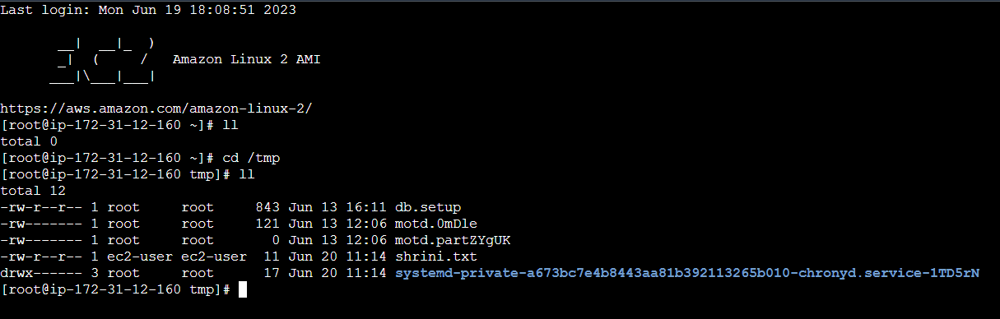 Last login: Mon Jun 19 18:08:51 2023
       __|  __|_  )
       _|  (     /   Amazon Linux 2 AMI
      ___|\___|___|
https://aws.amazon.com/amazon-linux-2/
[root@ip-172-31-12-160 ~]# ll
total 0
[root@ip-172-31-12-160 ~]# cd /tmp
[root@ip-172-31-12-160 tmp]# ll
total 12
-rw-r--r-- 1 root     root     843 Jun 13 16:11 db.setup
-rw------- 1 root     root     121 Jun 13 12:06 motd.0mDle
-rw------- 1 root     root       0 Jun 13 12:06 motd.partZYgUK
-rw-r--r-- 1 ec2-user ec2-user  11 Jun 20 11:14 shrini.txt
drwx------ 3 root     root      17 Jun 20 11:14 systemd-private-a673bc7e4b8443aa81b392113265b010-chronyd.service-1TD5rN
[root@ip-172-31-12-160 tmp]#